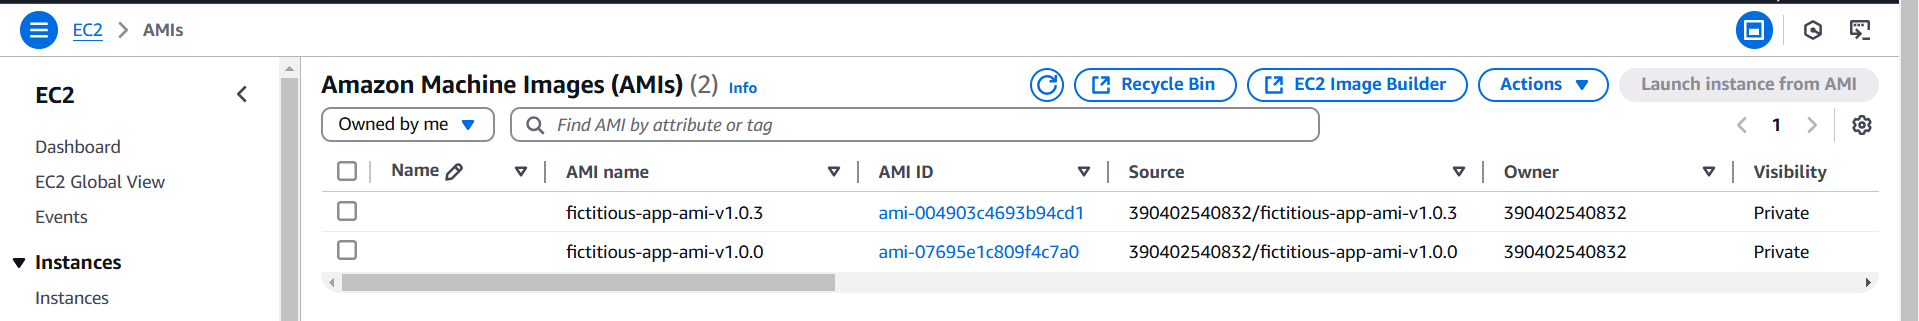 EC2 > AMIs
EC2
Dashboard
EC2 Global View
Events
Instances
Instances
Amazon Machine Images (AMIs) (2) Info
Recycle Bin
EC2 Image Builder
Actions
Launch instance from AMI
Owned by me
Find AMI by attribute or tag
1
Name AMI name AMI ID Source Owner Visibility
fictitious-app-ami-v1.0.3 ami-004903c4693b94cd1 390402540832/fictitious-app-ami-v1.0.3 390402540832 Private
fictitious-app-ami-v1.0.0 ami-07695e1c809f4c7a0 390402540832/fictitious-app-ami-v1.0.0 390402540832 Private